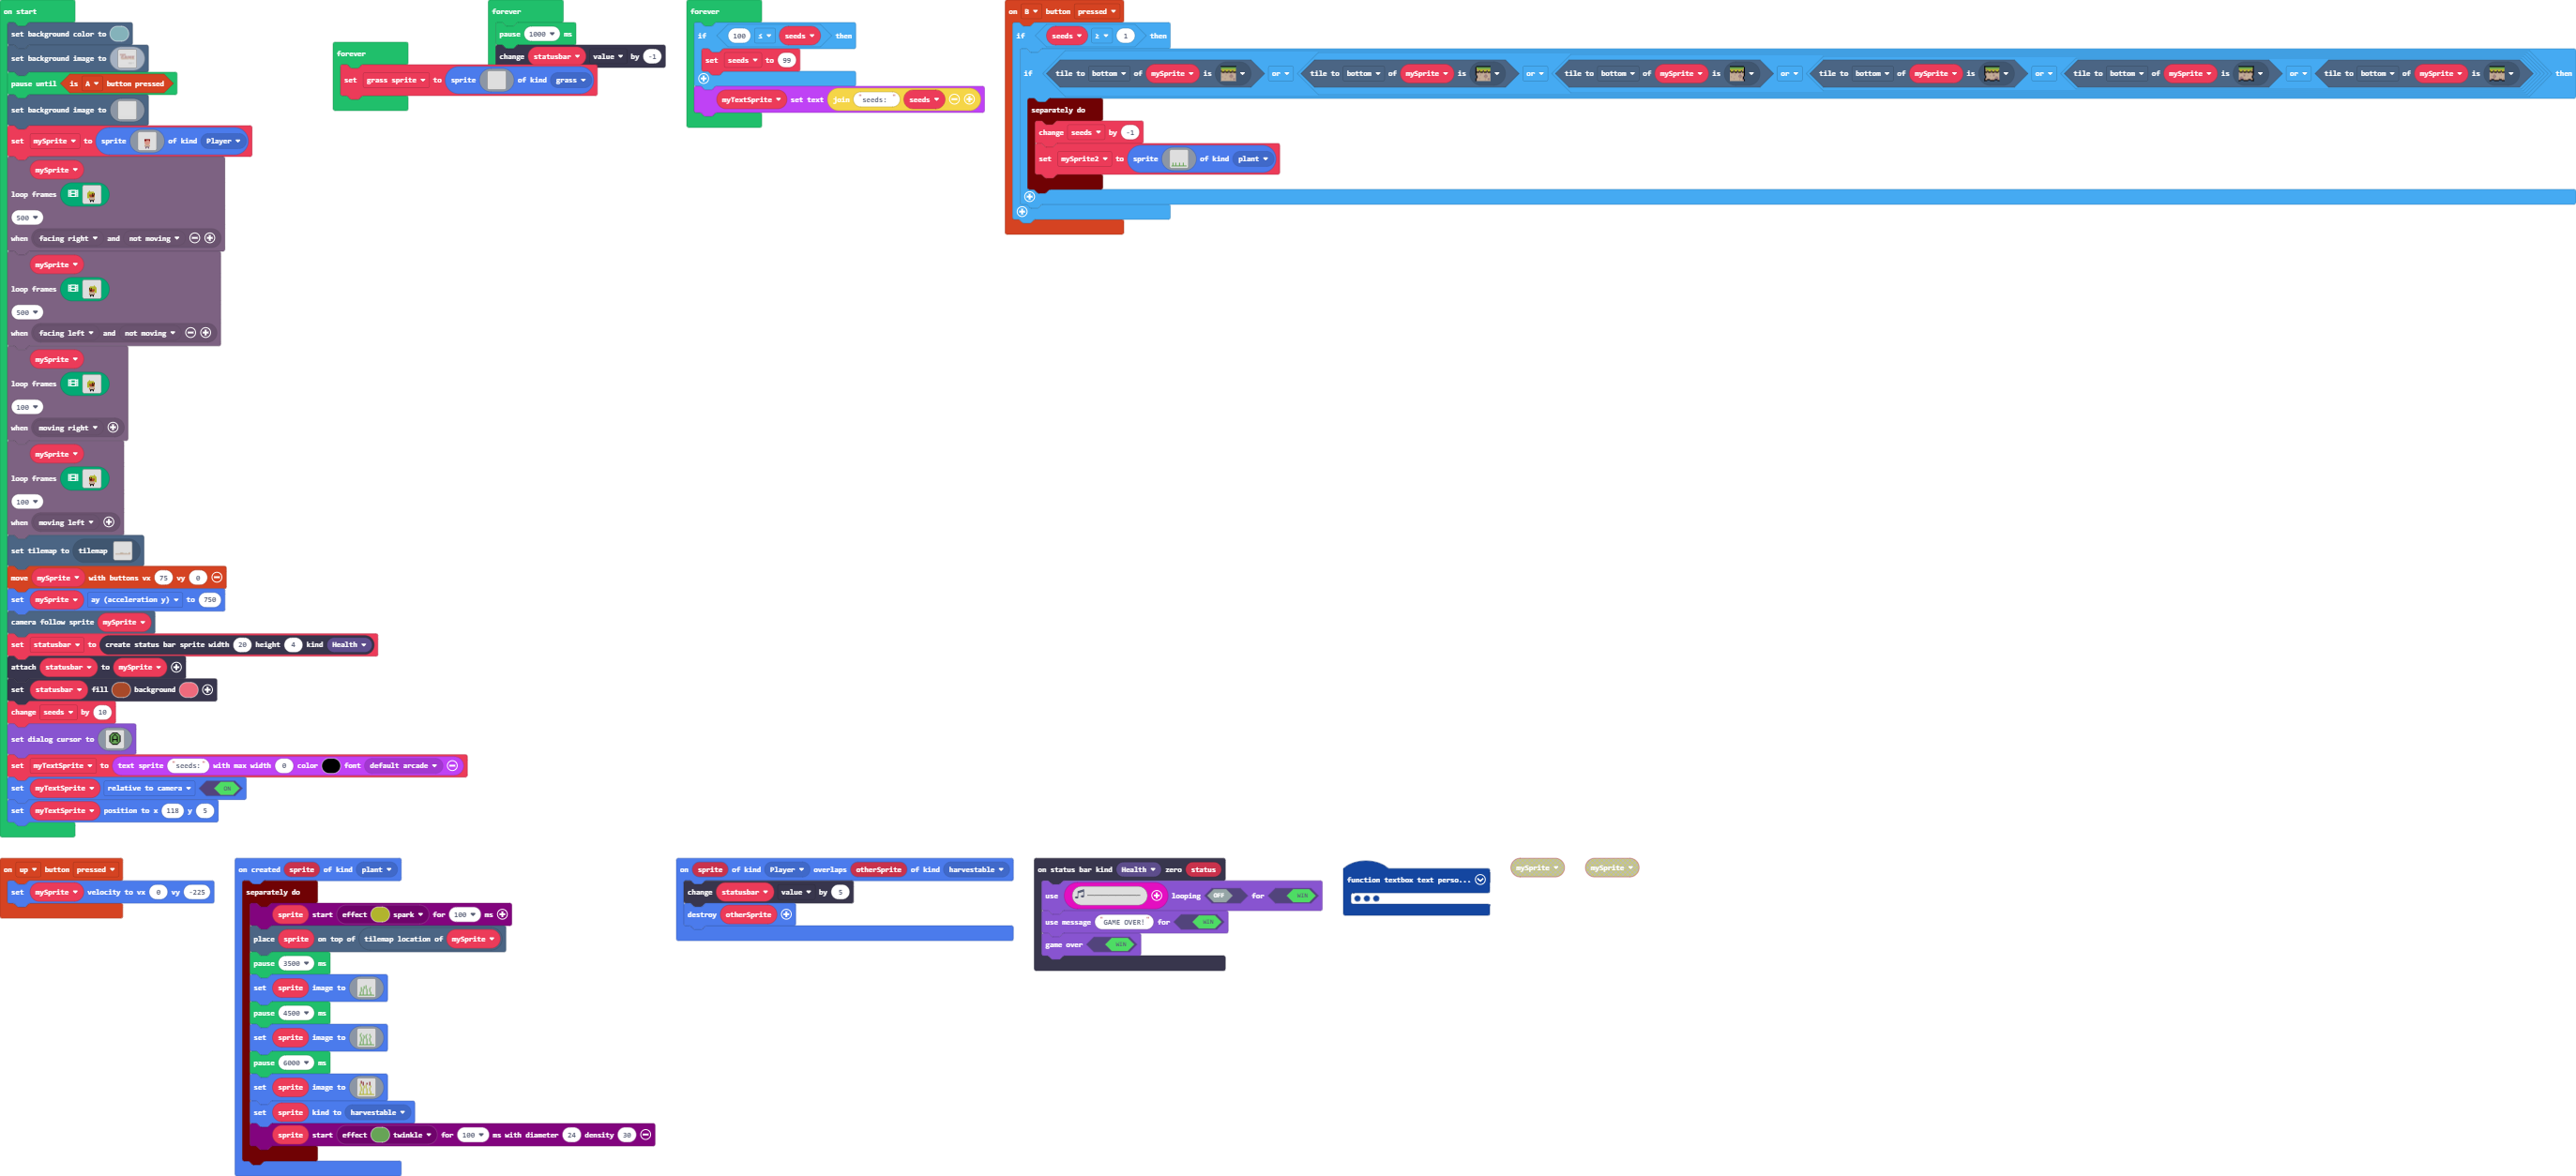 on start
set background color to
set background image to
pause until is A button pressed
set background image to
set mySprite to sprite of kind Player
mySprite
loop frames
500
when facing right and not moving
mySprite
loop frames
500
when facing left and not moving
mySprite
loop frames
100
when moving right
mySprite
loop frames
100
when moving left
set tilemap to tilemap
move mySprite with buttons vx 75 vy 0
set mySprite ay (acceleration y) to 750
camera follow sprite mySprite
set statusbar to create status bar sprite width 20 height 4 kind Health
attach statusbar to mySprite
set statusbar fill background
change seeds by 10
set dialog cursor to
set myTextSprite to text sprite "seeds:" with max width 0 color font default arcade
set myTextSprite relative to camera ON
set myTextSprite position to x 118 y 5
forever
set grass sprite to sprite of kind grass
forever
pause 1000 ms
change statusbar value by -1
forever
if 100 ≤ seeds then
set seeds to 99
myTextSprite set text join "seeds: " seeds
on B button pressed
if seeds ≥ 1 then
if tile to bottom of mySprite is or tile to bottom of mySprite is or tile to bottom of mySprite is or tile to bottom of mySprite is or tile to bottom of mySprite is or tile to bottom of mySprite is then
separately do
change seeds by -1
set mySprite2 to sprite of kind plant
on up button pressed
set mySprite velocity to vx 0 vy -225
on created sprite of kind plant
separately do
sprite start effect spark for 100 ms
place sprite on top of tilemap location of mySprite
pause 3500 ms
set sprite image to
pause 4500 ms
set sprite image to
pause 6000 ms
set sprite image to
set sprite kind to harvestable
sprite start effect twinkle for 100 ms with diameter 24 density 30
on sprite of kind Player overlaps otherSprite of kind harvestable
change statusbar value by 5
destroy otherSprite
on status bar kind Health zero status
use looping OFF for WIN
use message "GAME OVER!" for WIN
game over WIN
function textbox text perso...
mySprite
mySprite